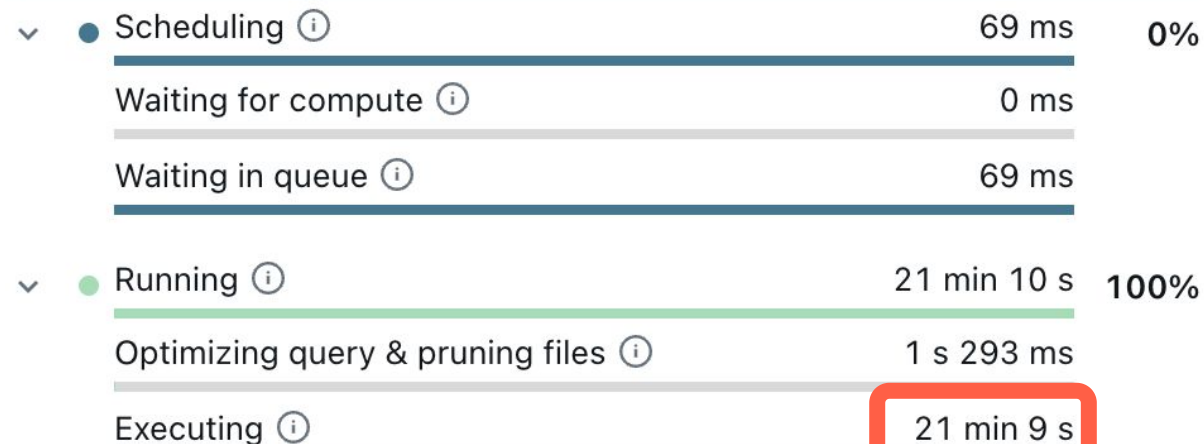 Scheduling 69 ms 0%
Waiting for compute 0 ms
Waiting in queue 69 ms
Running 21 min 10 s 100%
Optimizing query & pruning files 1 s 293 ms
Executing 21 min 9 s